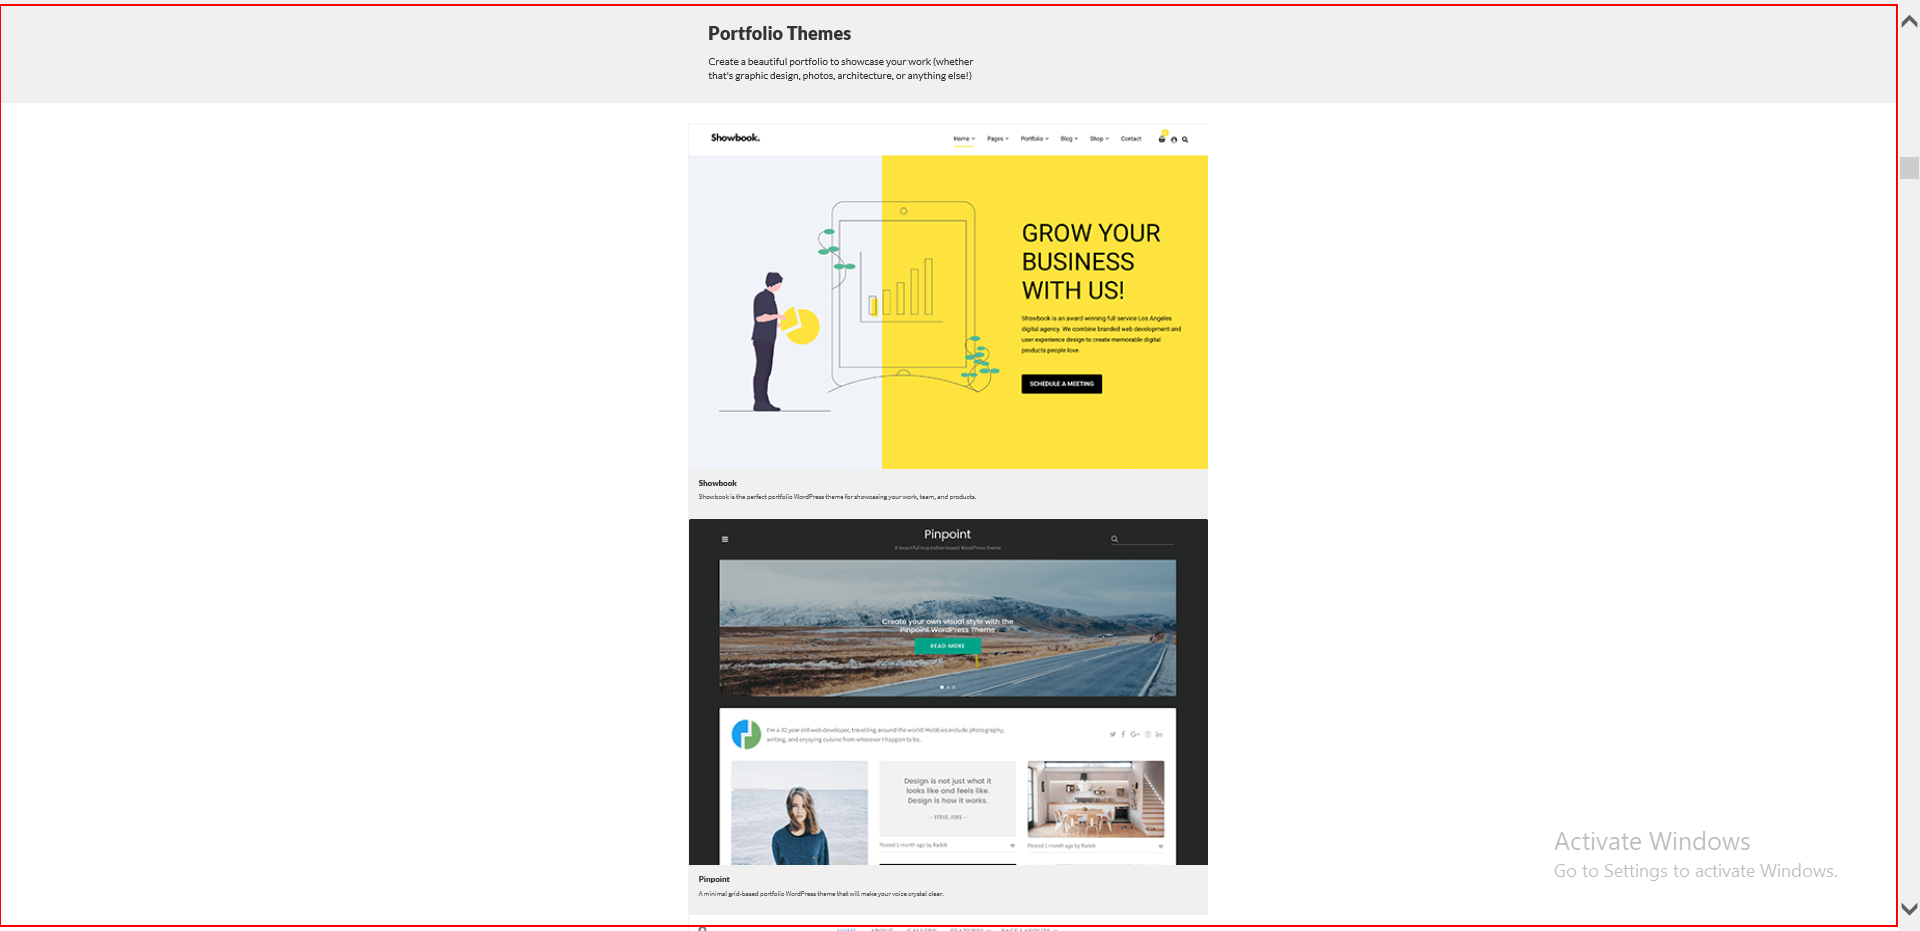 Portfolio Themes
Create a beautiful portfolio to showcase your work (whether
that's graphic design, photos, architecture, or anything else!)
Showbook.
Home Pages Portfolio Blog Shop Contact
GROW YOUR
BUSINESS
WITH US!
Showbook is an award winning full service Los Angeles
digital agency. We combine branded web development and
user experience design to create memorable digital
products people love.
SCHEDULE A MEETING
Showbook
Showbook is the perfect portfolio WordPress theme for showcasing your work, team, and products.
Pinpoint
A beautiful inspiration based WordPress theme
Create your own visual style with the
Pinpoint WordPress Theme
READ MORE
I'm a 32 year old web developer, travelling around the world! Hobbies include photography,
writing, and enjoying cuisine from wherever I happen to be.
Design is not just what it
looks like and feels like.
Design is how it works.
– STEVE JOBS –
Posted 1 month ago by Radek
Posted 1 month ago by Radek
Pinpoint
A minimal grid-based portfolio WordPress theme that will make your voice crystal clear.
Activate Windows
Go to Settings to activate Windows.